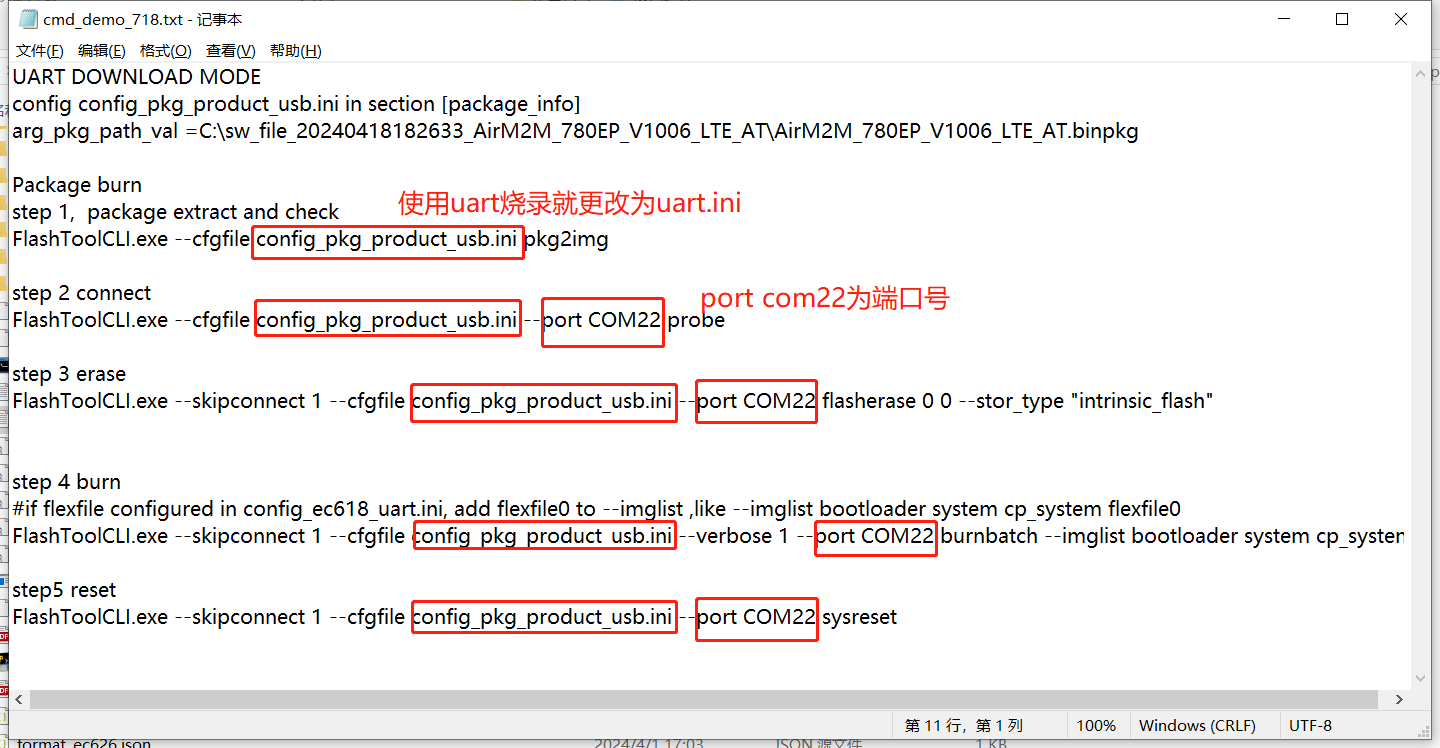 cmd_demo_718.txt - 记事本
文件(F) 编辑(E) 格式(O) 查看(V) 帮助(H)
UART DOWNLOAD MODE
config config_pkg_product_usb.ini in section [package_info]
arg_pkg_path_val =C:\sw_file_20240418182633_AirM2M_780EP_V1006_LTE_AT\AirM2M_780EP_V1006_LTE_AT.binpkg
Package burn
使用uart烧录就更改为uart.ini
step 1,  package extract and check
FlashToolCLI.exe --cfgfile config_pkg_product_usb.ini pkg2img
step 2 connect
port com22为端口号
FlashToolCLI.exe --cfgfile config_pkg_product_usb.ini --port COM22 probe
step 3 erase
FlashToolCLI.exe --skipconnect 1 --cfgfile config_pkg_product_usb.ini --port COM22 flasherase 0 0 --stor_type "intrinsic_flash"
step 4 burn
#if flexfile configured in config_ec618_uart.ini, add flexfile0 to --imglist ,like --imglist bootloader system cp_system flexfile0
FlashToolCLI.exe --skipconnect 1 --cfgfile config_pkg_product_usb.ini --verbose 1 --port COM22 burnbatch --imglist bootloader system cp_system
step5 reset
FlashToolCLI.exe --skipconnect 1 --cfgfile config_pkg_product_usb.ini --port COM22 sysreset
第 11 行，第 1 列 100% Windows (CRLF) UTF-8
format_ec626.json 2024/4/1 17:03 JSON 源文件 1 KB